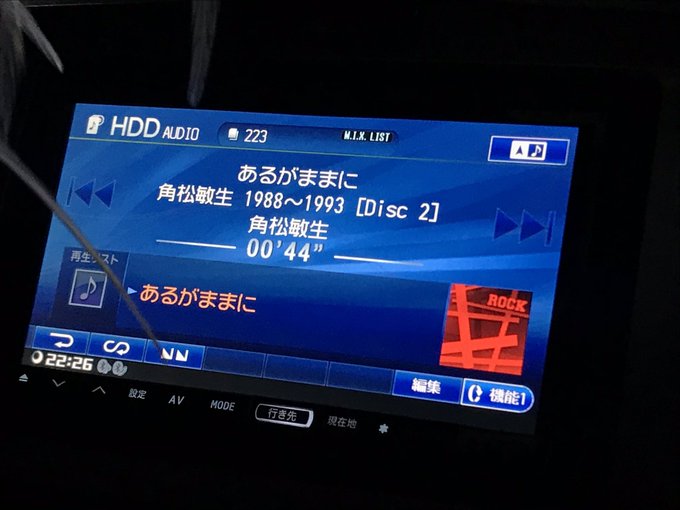 HDD AUDIO 223 M.I.X. LIST
あるがままに
角松敏生 1988～1993 [Disc 2]
角松敏生
00'44"
再生リスト
あるがままに
ROCK
編集 機能1
22:26
設定 AV MODE 行き先 現在地